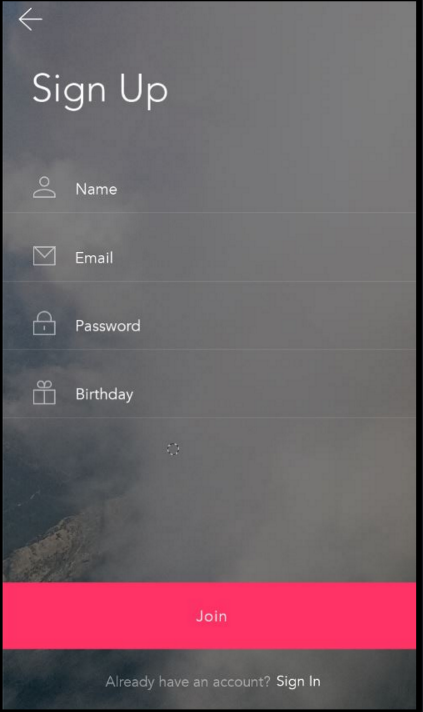 Sign Up
Name
Email
Password
Birthday
Join
Already have an account? Sign In